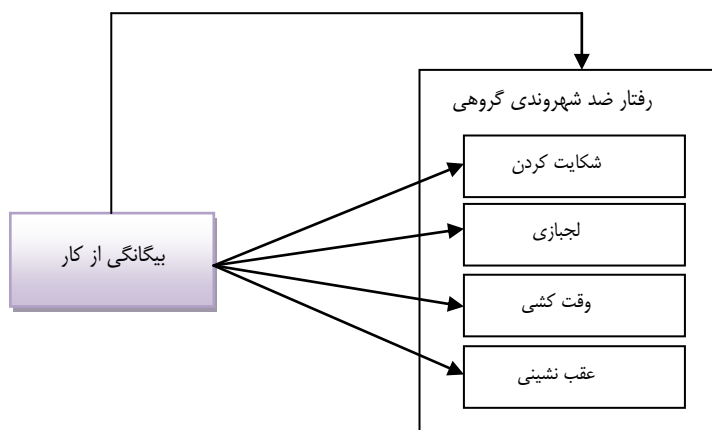 رفتار ضد شهروندی گروهی
شکایت کردن
لجبازی
بیگانگی از کار
وقت کشی
عقب نشینی